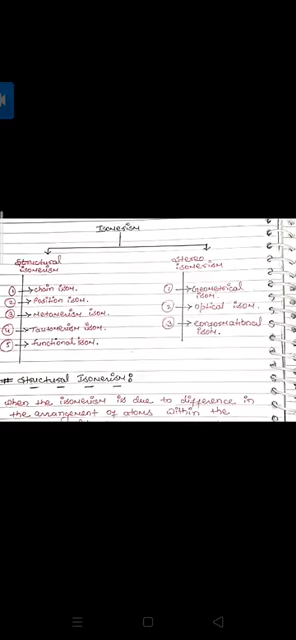 Isomerism
Structural
isomerism
Stereo
isomerism
① → Chain isom.
② → Position isom.
③ → Metamerism isom.
④ → Tautomerism isom.
⑤ → functional isom.
① → Geometrical
isom.
② → Optical isom.
③ → Conformational
isom.
# Structural Isomerism:
when the isomerism is due to difference in
the arrangement of atoms within the